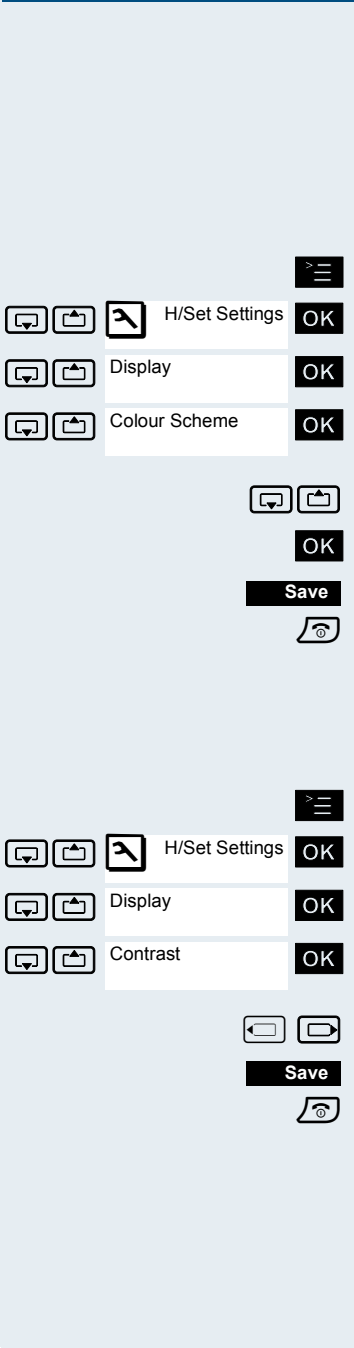 H/Set Settings OK
Display OK
Colour Scheme OK
OK
Save
H/Set Settings OK
Display OK
Contrast OK
Save